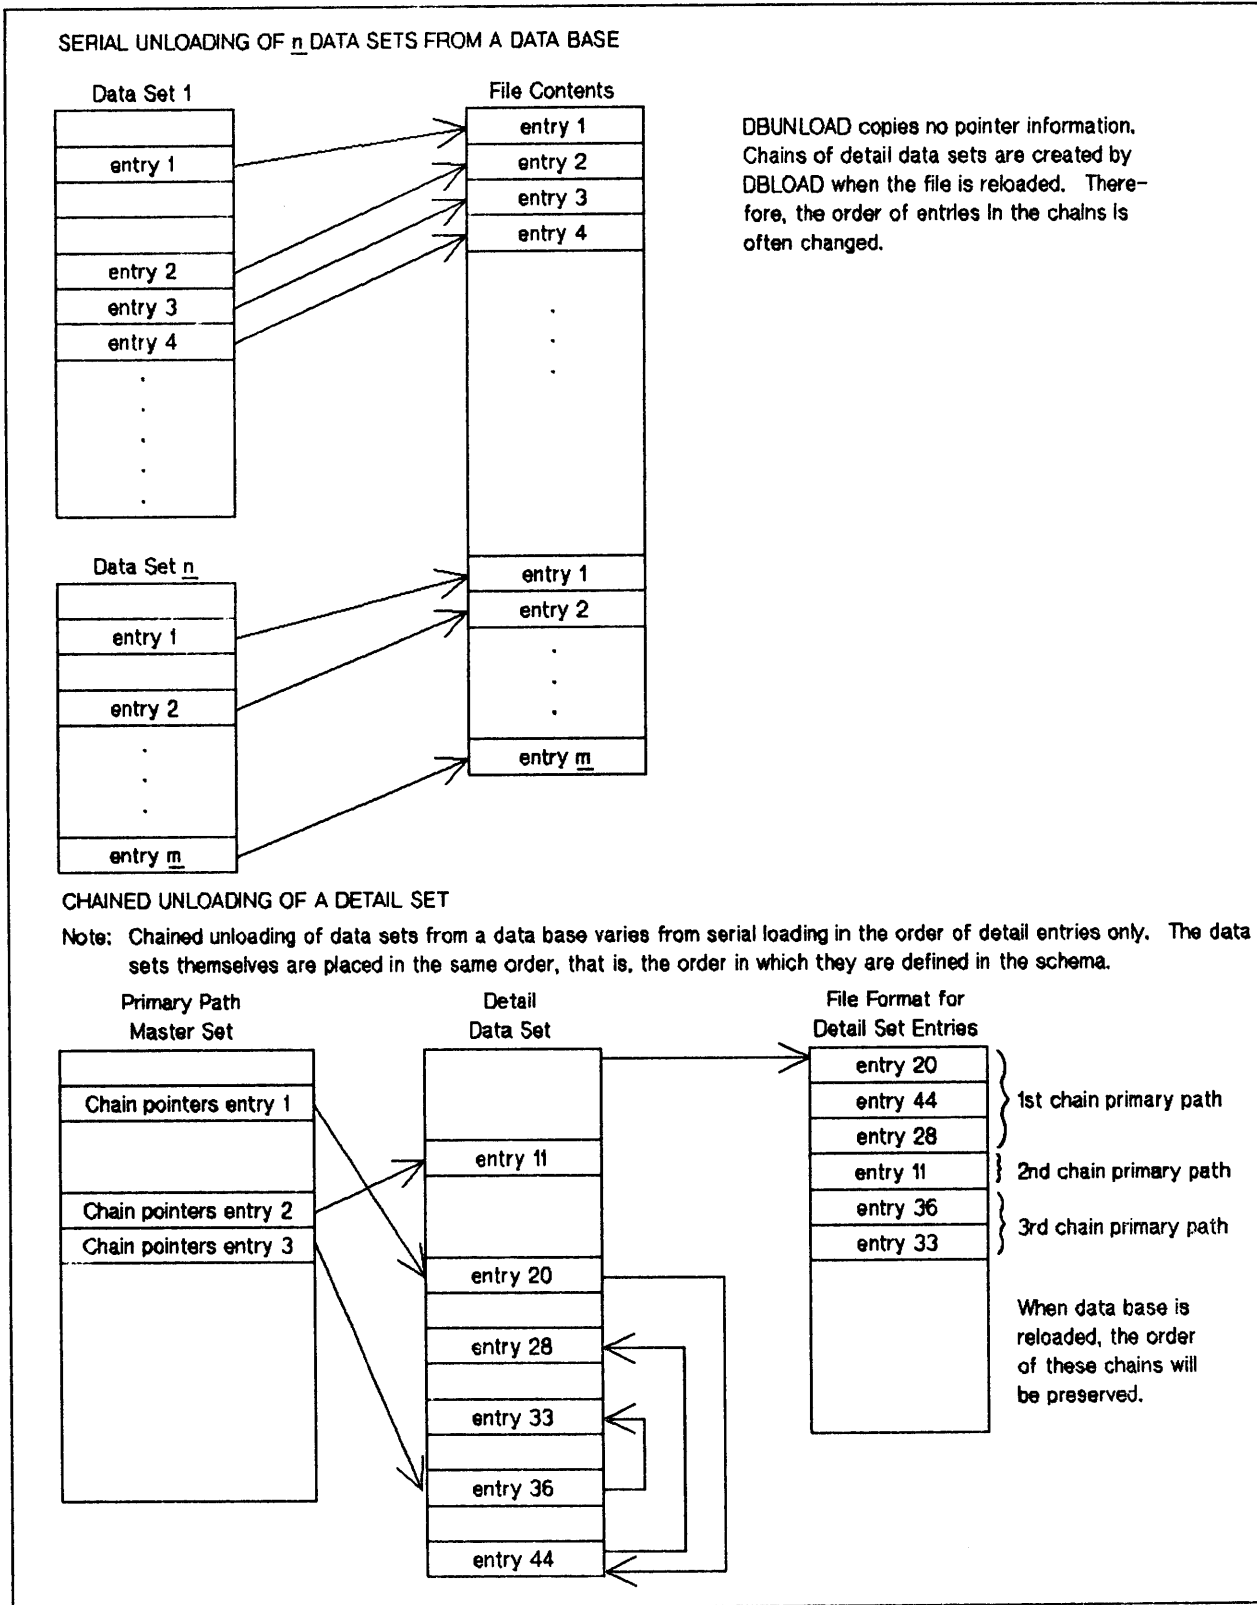 SERIAL UNLOADING OF n DATA SETS FROM A DATA BASE
Data Set 1
entry 1
entry 2
entry 3
entry 4
File Contents
entry 1
entry 2
entry 3
entry 4
DBUNLOAD copies no pointer information.
Chains of detail data sets are created by
DBLOAD when the file is reloaded. There-
fore, the order of entries in the chains is
often changed.
Data Set n
entry 1
entry 2
entry m
entry 1
entry 2
entry m
CHAINED UNLOADING OF A DETAIL SET
Note: Chained unloading of data sets from a data base varies from serial loading in the order of detail entries only. The data
sets themselves are placed in the same order, that is, the order in which they are defined in the schema.
Primary Path
Master Set
Chain pointers entry 1
Chain pointers entry 2
Chain pointers entry 3
Detail
Data Set
entry 11
entry 20
entry 28
entry 33
entry 36
entry 44
File Format for
Detail Set Entries
entry 20
entry 44
entry 28
entry 11
entry 36
entry 33
1st chain primary path
2nd chain primary path
3rd chain primary path
When data base is
reloaded, the order
of these chains will
be preserved.